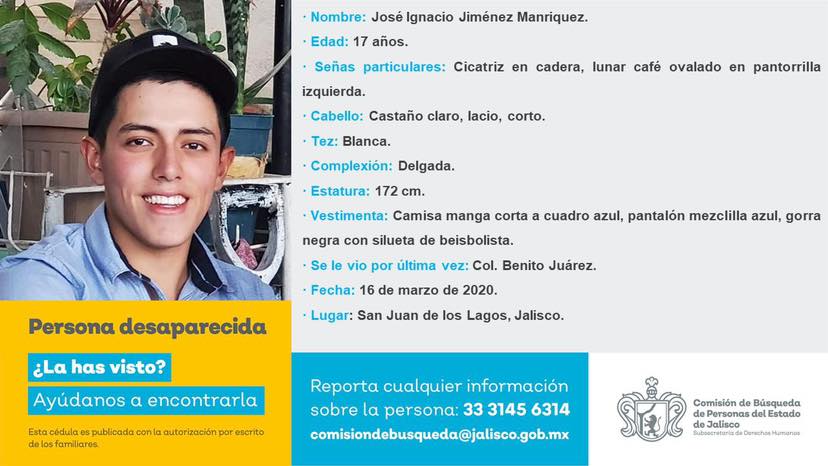 · Nombre: José Ignacio Jiménez Manriquez.
· Edad: 17 años.
· Señas particulares: Cicatriz en cadera, lunar café ovalado en pantorrilla
izquierda.
· Cabello: Castaño claro, lacio, corto.
· Tez: Blanca.
· Complexión: Delgada.
· Estatura: 172 cm.
· Vestimenta: Camisa manga corta a cuadro azul, pantalón mezclilla azul, gorra
negra con silueta de beisbolista.
· Se le vio por última vez: Col. Benito Juárez.
· Fecha: 16 de marzo de 2020.
· Lugar: San Juan de los Lagos, Jalisco.
Persona desaparecida
¿La has visto?
Ayúdanos a encontrarla
Esta cédula es publicada con la autorización por escrito
de los familiares.
Reporta cualquier información
sobre la persona: 33 3145 6314
comisiondebusqueda@jalisco.gob.mx
Comisión de Búsqueda
de Personas del Estado
de Jalisco
Subsecretaría de Derechos Humanos